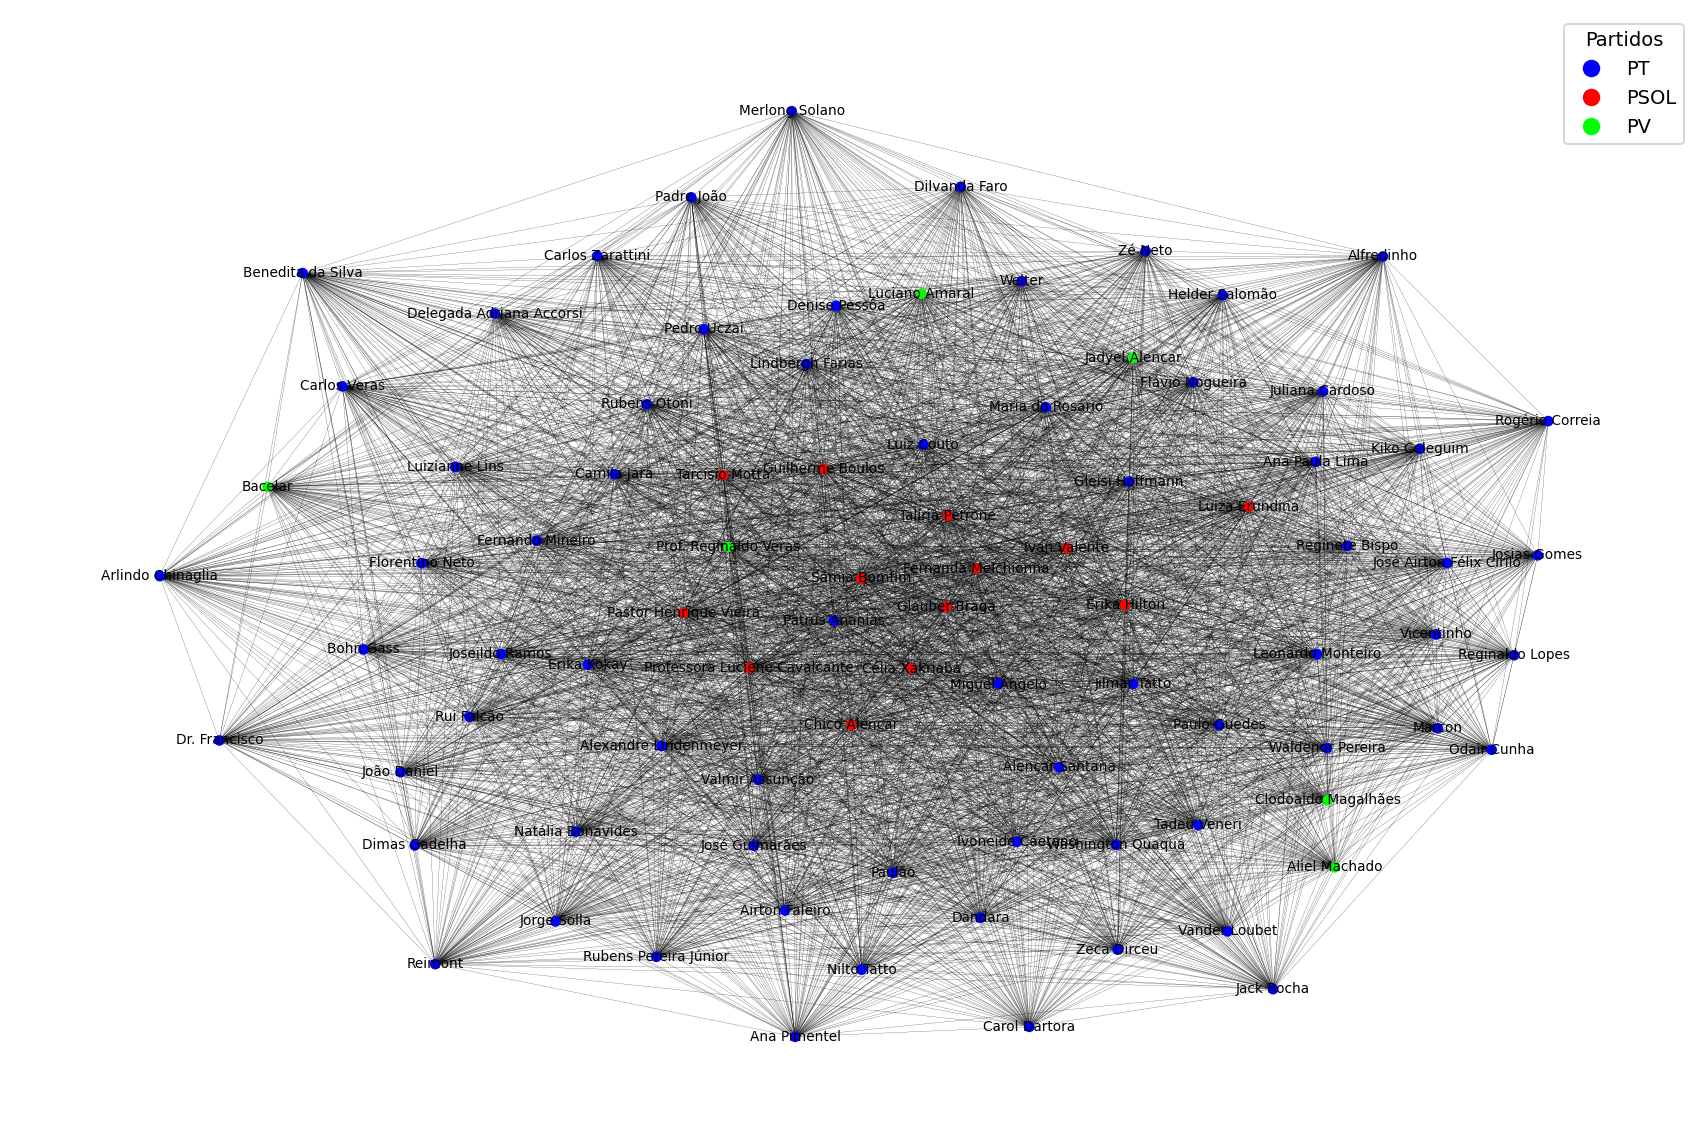 Partidos
PT
PSOL
PV
Merlong Solano
Dilvanda Faro
Padre João
Zé Neto
Carlos Zarattini
Alfredinho
Benedita da Silva
Welter
Luciano Amaral
Helder Salomão
Denise Pessôa
Delegada Adriana Accorsi
Pedro Uczai
Jadyel Alencar
Lindbergh Farias
Flávio Nogueira
Carlos Veras
Juliana Cardoso
Rubens Otoni
Maria do Rosário
Rogério Correia
Luiz Couto
Kiko Celeguim
Ana Paula Lima
Luizianne Lins
Guilherme Boulos
Camila Jara
Tarcísio Motta
Gleisi Hoffmann
Bacelar
Luiza Erundina
Talíria Petrone
Fernando Mineiro
Prof. Reginaldo Veras
Ivan Valente
Reginete Bispo
Josias Gomes
Florentino Neto
José Airton Félix Cirilo
Fernanda Melchionna
Arlindo Chinaglia
Sâmia Bomfim
Erika Hilton
Glauber Braga
Pastor Henrique Vieira
Patrus Ananias
Vicentinho
Bohn Gass
Joseildo Ramos
Leonardo Monteiro
Reginaldo Lopes
Erika Kokay
Professora Luciene Cavalcante
Célia Xakriabá
Miguel Ângelo
Jilmar Tatto
Rui Falcão
Chico Alencar
Paulo Guedes
Marcon
Dr. Francisco
Alexandre Lindenmeyer
Waldenor Pereira
Odair Cunha
Alencar Santana
João Daniel
Valmir Assunção
Clodoaldo Magalhães
Tadeu Veneri
Natália Bonavides
Ivoneide Caetano
Dimas Gadelha
José Guimarães
Washington Quaquá
Aliel Machado
Paulão
Airton Faleiro
Dandara
Jorge Solla
Vander Loubet
Zeca Dirceu
Rubens Pereira Júnior
Reimont
Nilto Tatto
Jack Rocha
Carol Dartora
Ana Pimentel